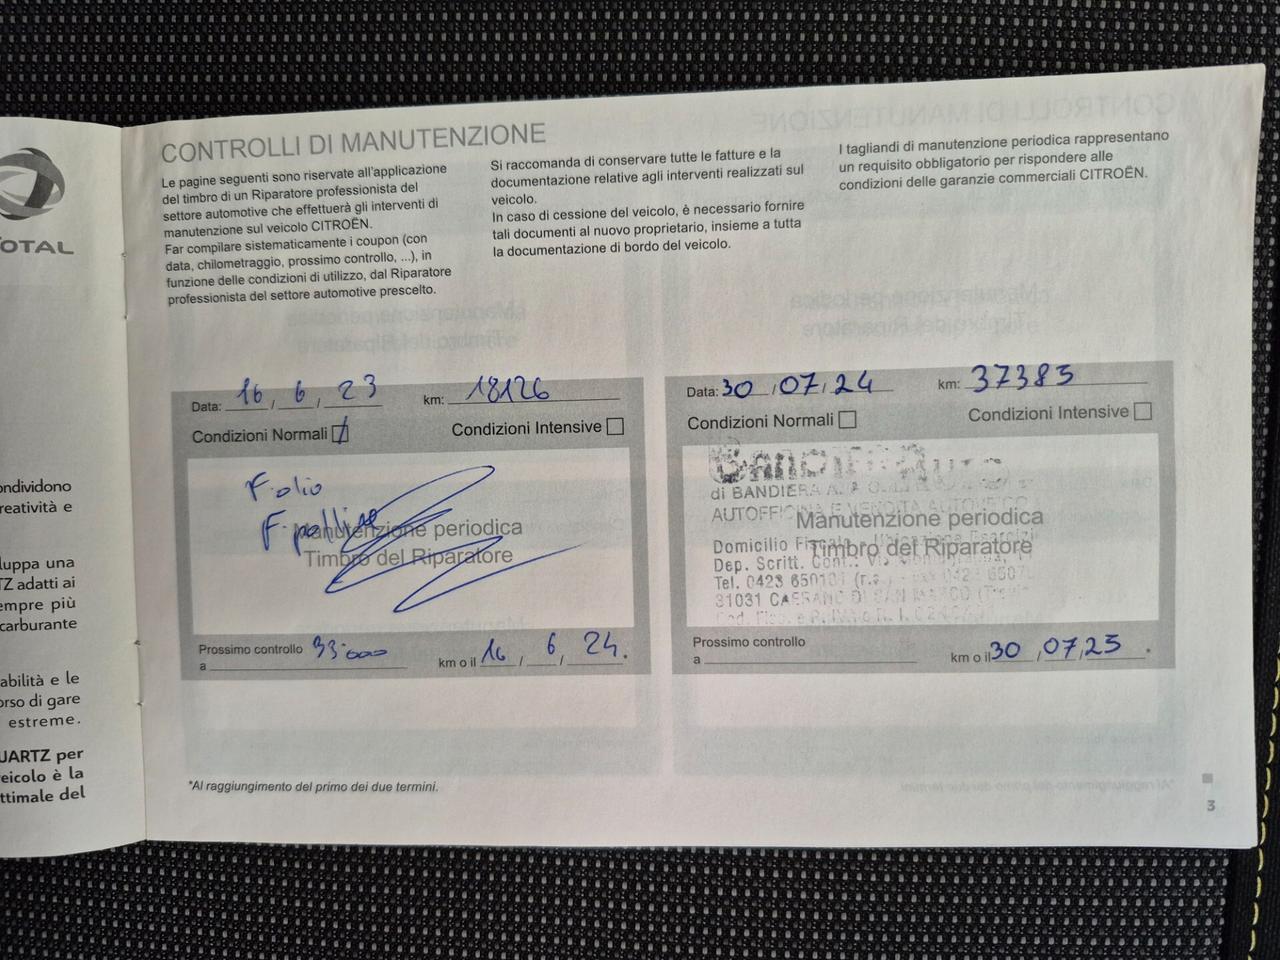 TOTAL
ondividono
reatività e
luppa una
TZ adatti ai
empre più
carburante
abilità e le
orso di gare
estreme.
UARTZ per
eicolo è la
ttimale del
CONTROLLI DI MANUTENZIONE
Le pagine seguenti sono riservate all'applicazione
del timbro di un Riparatore professionista del
settore automotive che effettuerà gli interventi di
manutenzione sul veicolo CITROËN.
Far compilare sistematicamente i coupon (con
data, chilometraggio, prossimo controllo, ...), in
funzione delle condizioni di utilizzo, dal Riparatore
professionista del settore automotive prescelto.
Si raccomanda di conservare tutte le fatture e la
documentazione relative agli interventi realizzati sul
veicolo.
In caso di cessione del veicolo, è necessario fornire
tali documenti al nuovo proprietario, insieme a tutta
la documentazione di bordo del veicolo.
I tagliandi di manutenzione periodica rappresentano
un requisito obbligatorio per rispondere alle
condizioni delle garanzie commerciali CITROËN.
Data: 16 / 6 / 23 km: 18126
Condizioni Normali Condizioni Intensive
F. olio
Manutenzione periodica
Timbro del Riparatore
Prossimo controllo
a 33.000 km o il 16 / 6 / 24.
Data: 30 / 07 / 24 km: 37383
Condizioni Normali Condizioni Intensive
di BANDIERA
Manutenzione periodica
Timbro del Riparatore
Domicilio
Dep. Scritt. Cont.:
Tel. 0423
31031 CAERANO DI SAN MARCO
Prossimo controllo
a km o il 30 / 07 / 25 .
*Al raggiungimento del primo dei due termini.
3